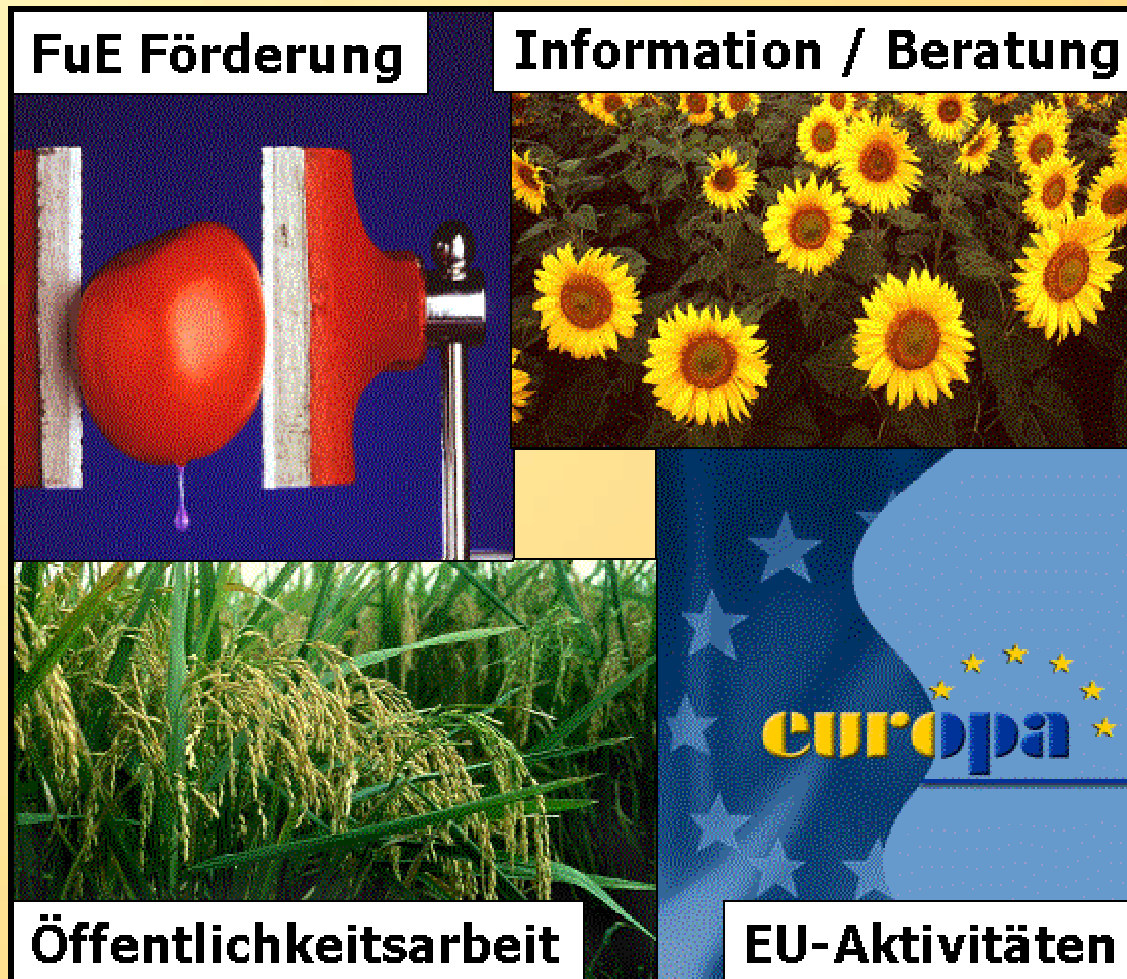 FuE Förderung
Information / Beratung
europa
Öffentlichkeitsarbeit
EU-Aktivitäten